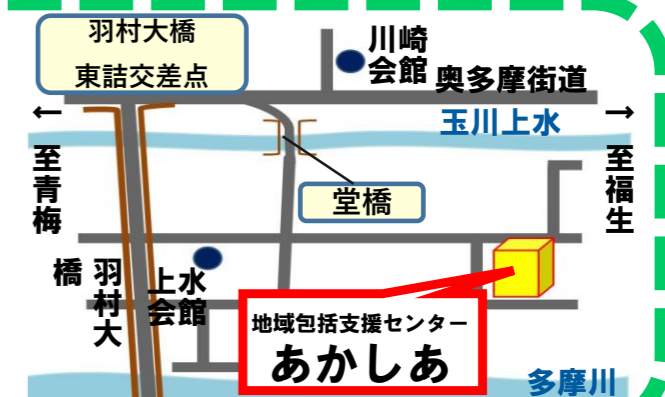 羽村大橋
東詰交差点
川崎
会館
奥多摩街道
玉川上水
←
至青梅
→
至福生
堂橋
羽村大
橋
上水
会館
地域包括支援センター
あかしあ
多摩川